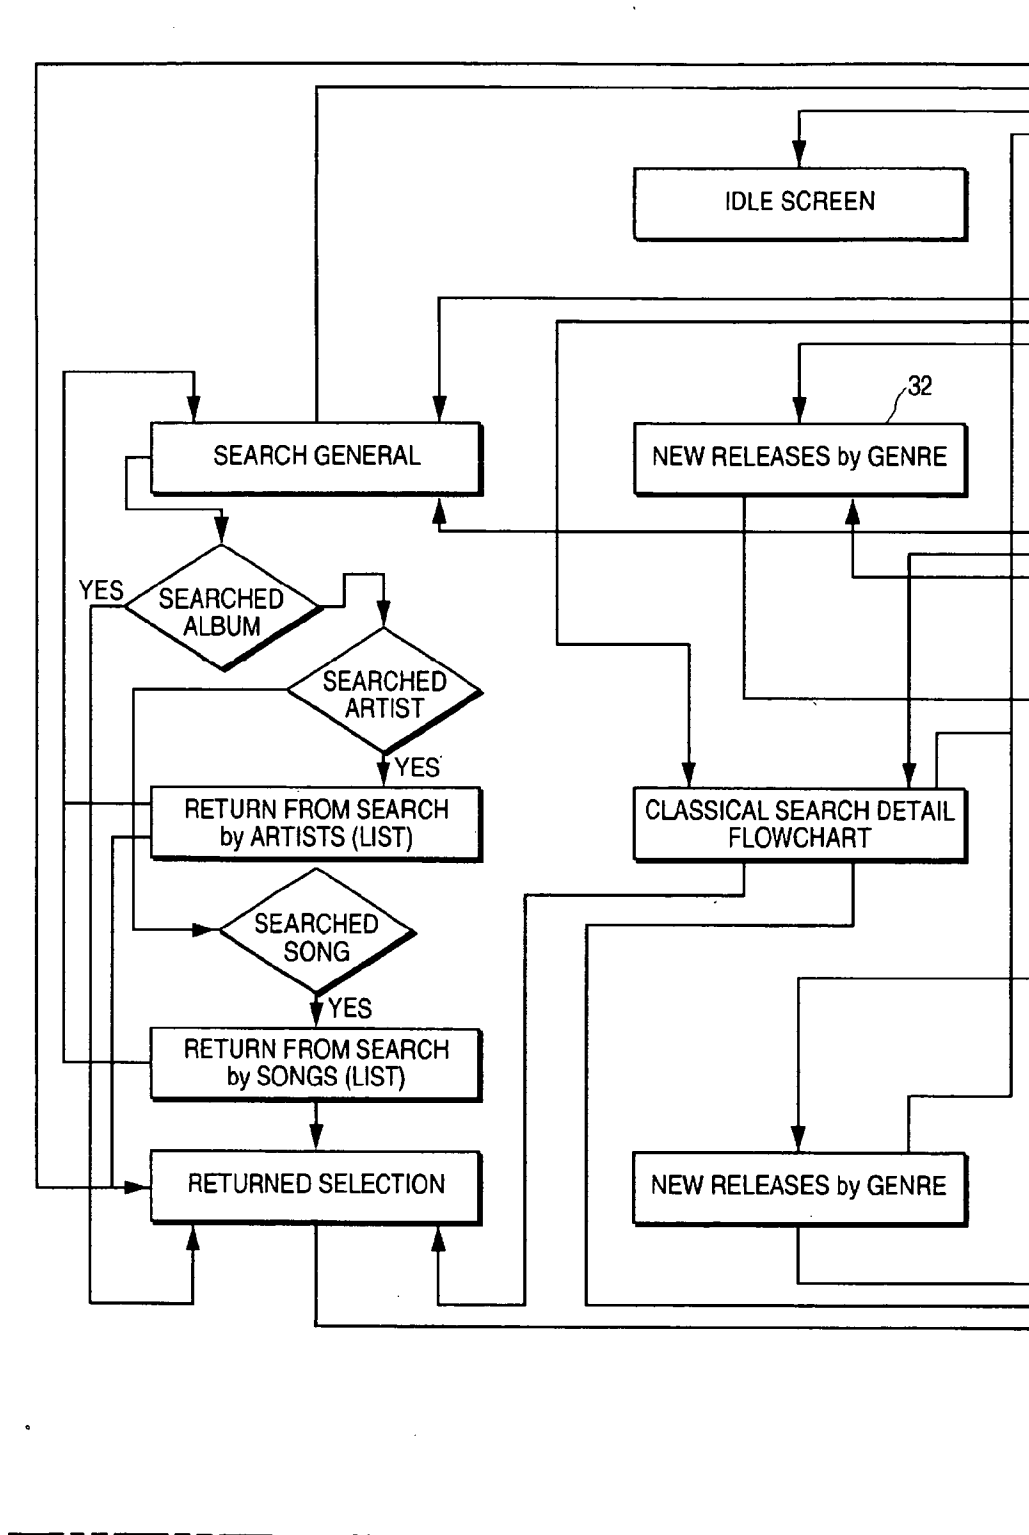 IDLE SCREEN
32
SEARCH GENERAL
NEW RELEASES by GENRE
YES
SEARCHED
ALBUM
SEARCHED
ARTIST
YES
RETURN FROM SEARCH
by ARTISTS (LIST)
CLASSICAL SEARCH DETAIL
FLOWCHART
SEARCHED
SONG
YES
RETURN FROM SEARCH
by SONGS (LIST)
RETURNED SELECTION
NEW RELEASES by GENRE